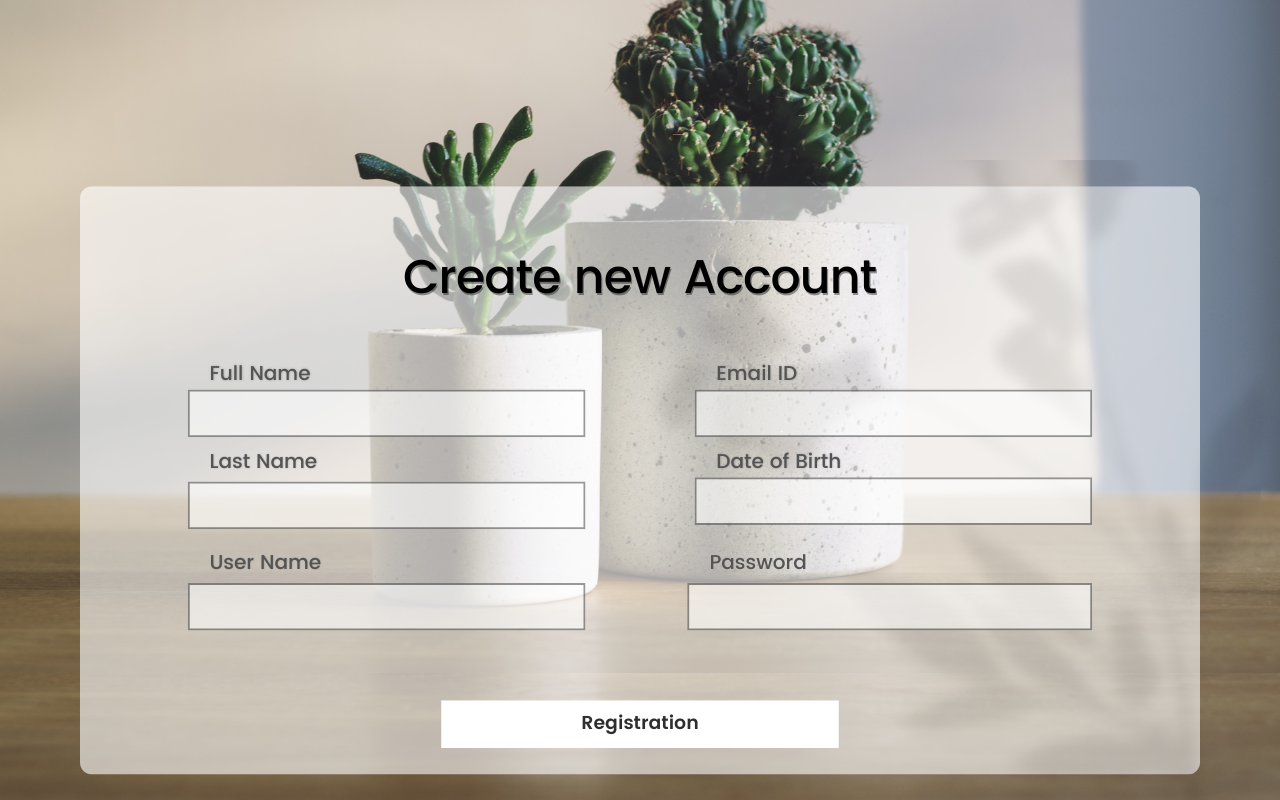 Create new Account
Full Name
Email ID
Last Name
Date of Birth
User Name
Password
Registration